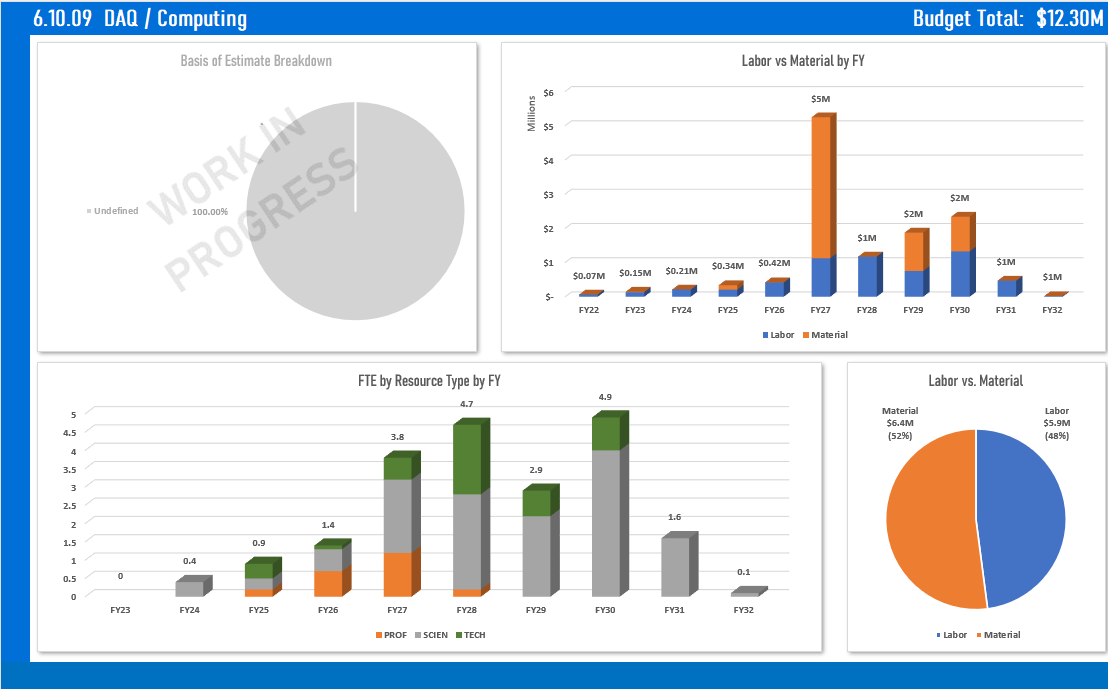 6.10.09 DAQ / Computing
Budget Total: $12.30M
Basis of Estimate Breakdown
WORK IN
PROGRESS
Undefined
100.00%
Labor vs Material by FY
Millions
$6
$5
$4
$3
$2
$1
$-
$0.07M
$0.15M
$0.21M
$0.34M
$0.42M
$5M
$1M
$2M
$2M
$1M
$1M
FY22 FY23 FY24 FY25 FY26 FY27 FY28 FY29 FY30 FY31 FY32
Labor Material
FTE by Resource Type by FY
5
4.5
4
3.5
3
2.5
2
1.5
1
0.5
0
0
0.4
0.9
1.4
3.8
4.7
2.9
4.9
1.6
0.1
FY23 FY24 FY25 FY26 FY27 FY28 FY29 FY30 FY31 FY32
PROF SCIEN TECH
Labor vs. Material
Material
$6.4M
(52%)
Labor
$5.9M
(48%)
Labor Material